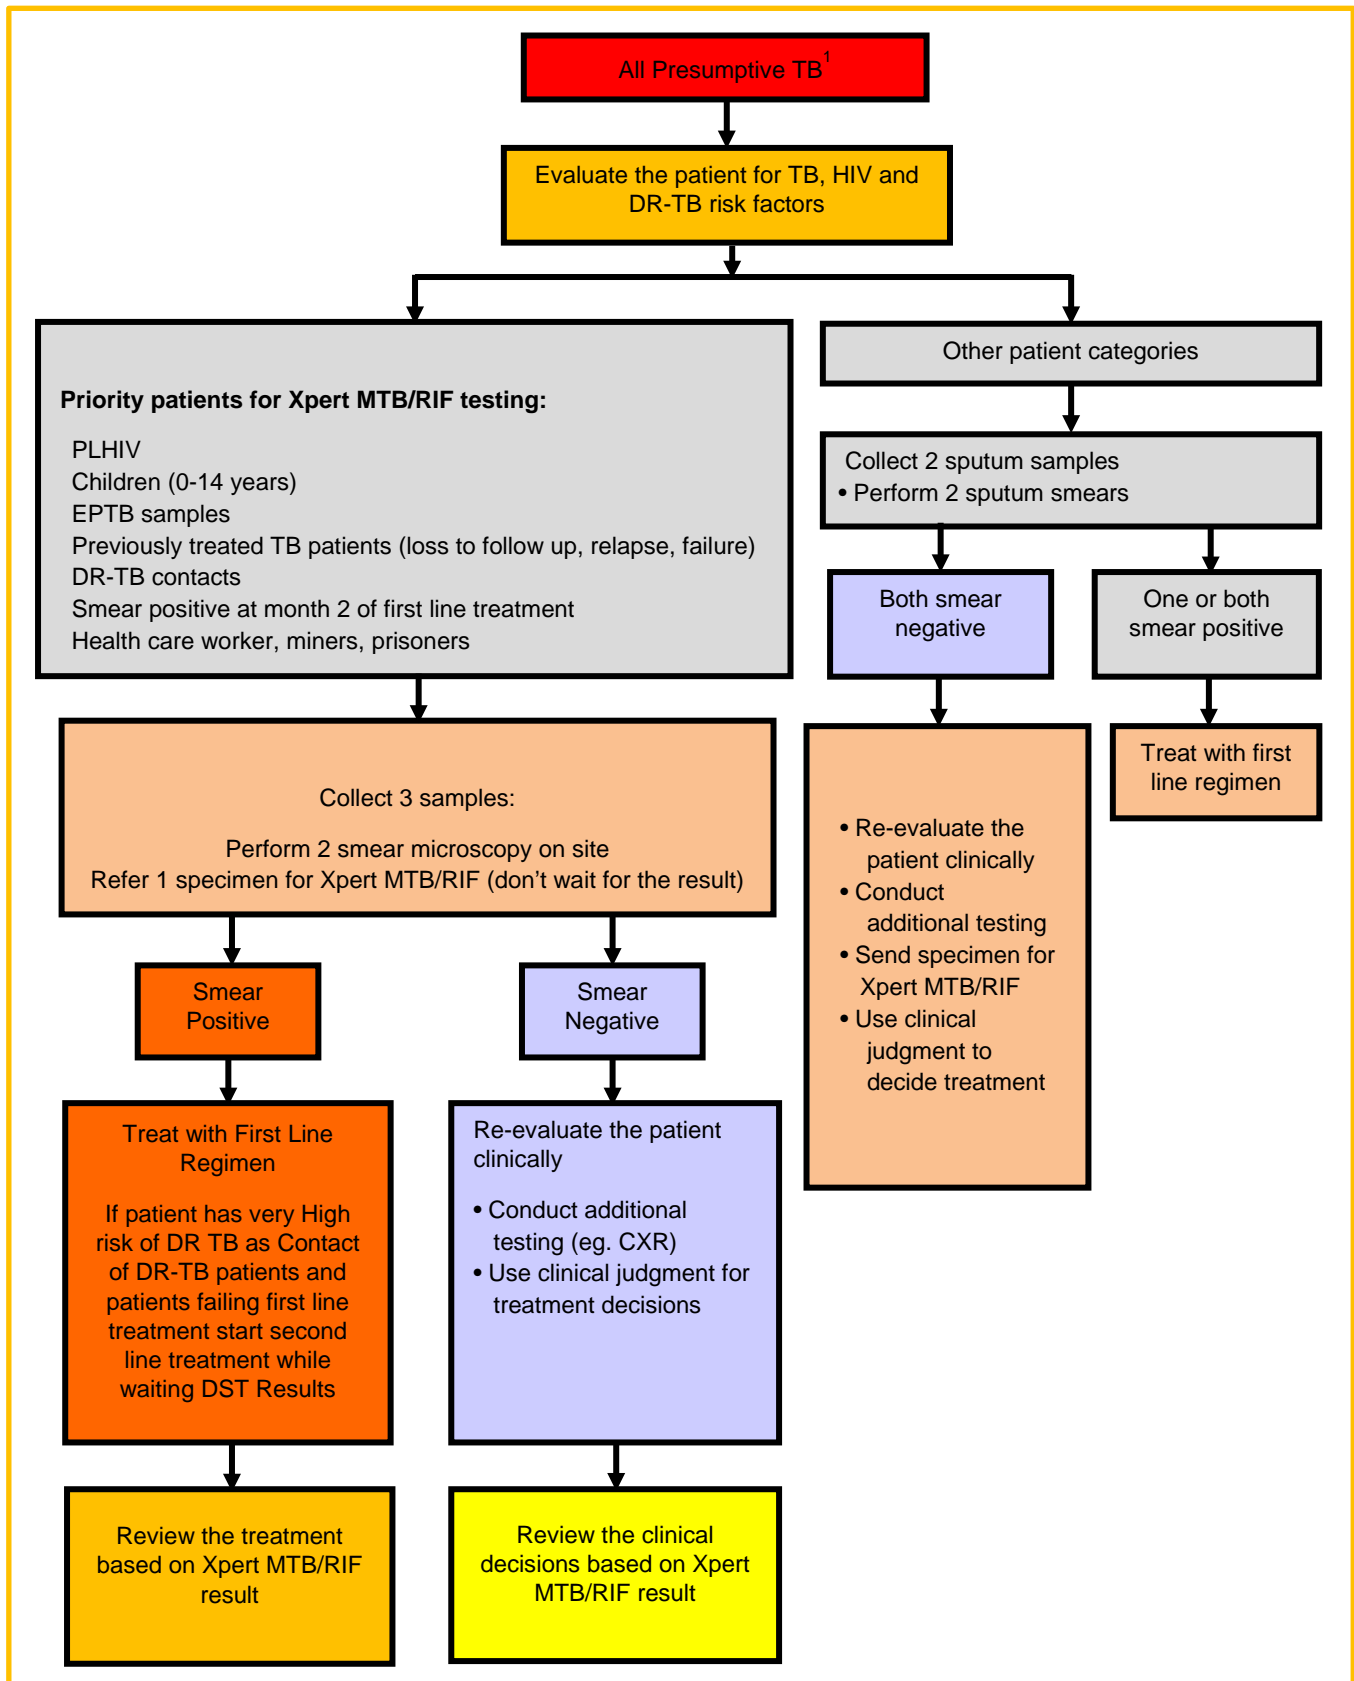 All Presumptive TB1
Evaluate the patient for TB, HIV and
DR-TB risk factors
Priority patients for Xpert MTB/RIF testing:
PLHIV
Children (0-14 years)
EPTB samples
Previously treated TB patients (loss to follow up, relapse, failure)
DR-TB contacts
Smear positive at month 2 of first line treatment
Health care worker, miners, prisoners
Other patient categories
Collect 2 sputum samples
• Perform 2 sputum smears
Both smear
negative
One or both
smear positive
Collect 3 samples:
Perform 2 smear microscopy on site
Refer 1 specimen for Xpert MTB/RIF (don’t wait for the result)
• Re-evaluate the
patient clinically
• Conduct
additional testing
• Send specimen for
Xpert MTB/RIF
• Use clinical
judgment to
decide treatment
Treat with first
line regimen
Smear
Positive
Smear
Negative
Treat with First Line
Regimen
If patient has very High
risk of DR TB as Contact
of DR-TB patients and
patients failing first line
treatment start second
line treatment while
waiting DST Results
Re-evaluate the patient
clinically
• Conduct additional
testing (eg. CXR)
• Use clinical judgment for
treatment decisions
Review the treatment
based on Xpert MTB/RIF
result
Review the clinical
decisions based on Xpert
MTB/RIF result